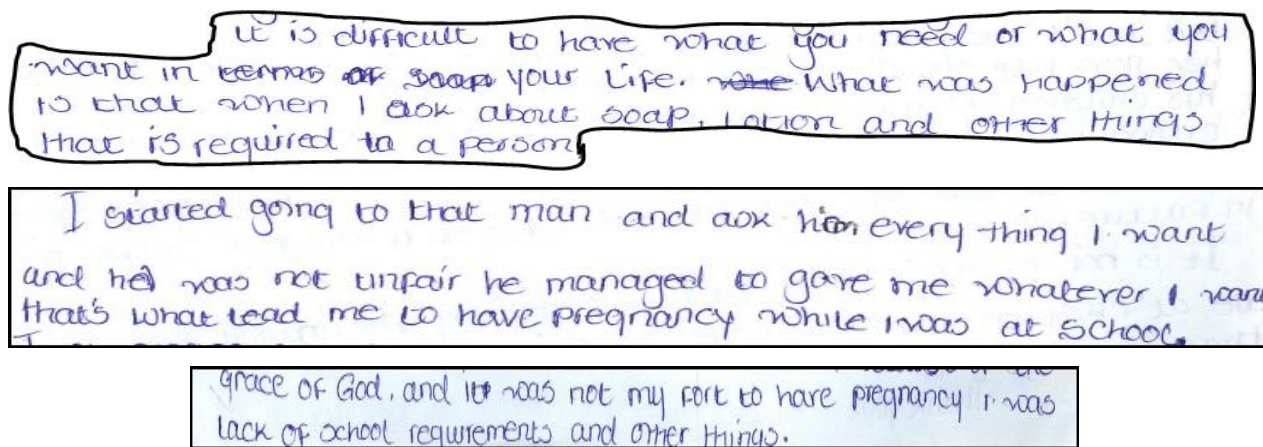 it is difficult to have what you need or what you
want in terms of soap your life. What was happened
is that when I ask about soap, lotion and other things
that is required to a person
I started going to that man and ask him every thing I want
and he was not unfair he managed to gave me whatever I want
that's what lead me to have pregnancy while I was at school.
grace of God, and it was not my fort to have pregnancy I was
lack of school requirements and other things.